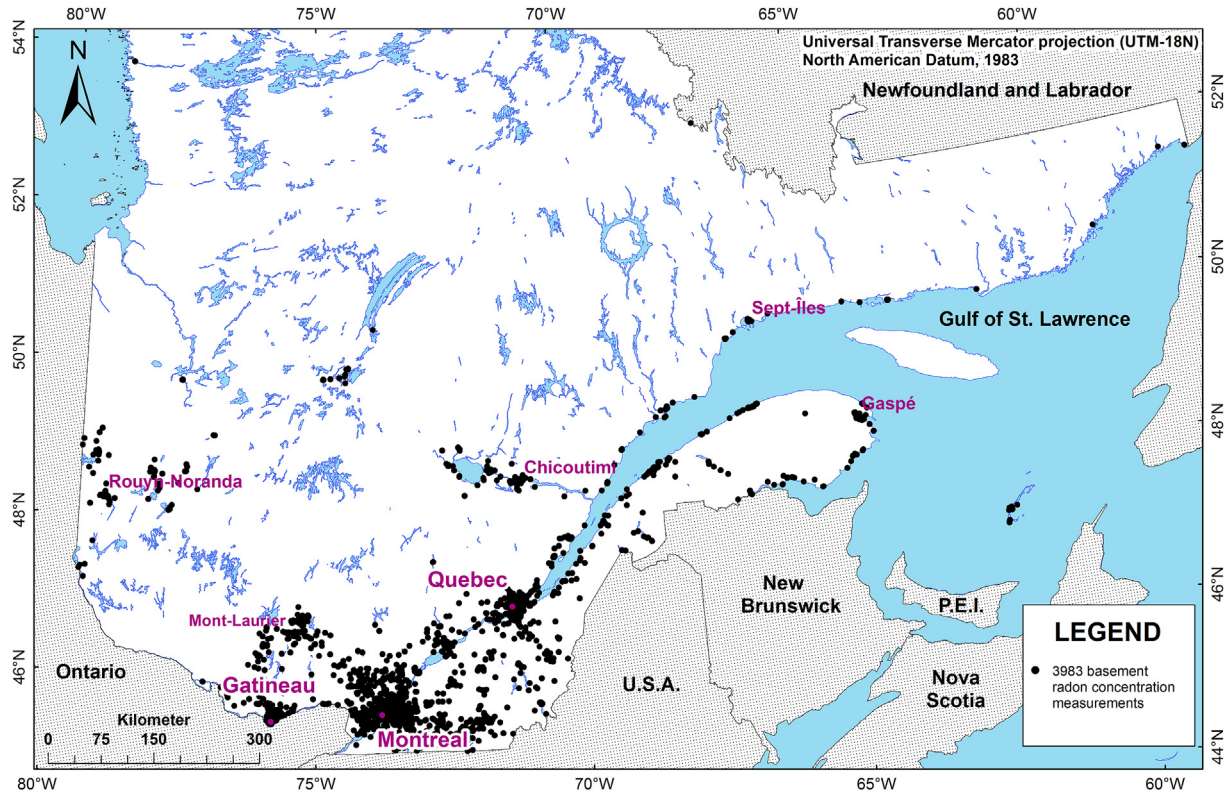 80°W 75°W 70°W 65°W 60°W
54°N
N
Universal Transverse Mercator projection (UTM-18N)
North American Datum, 1983
Newfoundland and Labrador
52°N
52°N
50°N
Sept-Îles
Gulf of St. Lawrence
50°N
Gaspé
48°N
Chicoutimi
Rouyn-Noranda
48°N
Quebec
New
Brunswick
46°N
P.E.I.
Mont-Laurier
LEGEND
3983 basement
radon concentration
measurements
46°N
Ontario
Gatineau
U.S.A.
Nova
Scotia
Kilometer
0 75 150 300
Montreal
44°N
80°W 75°W 70°W 65°W 60°W